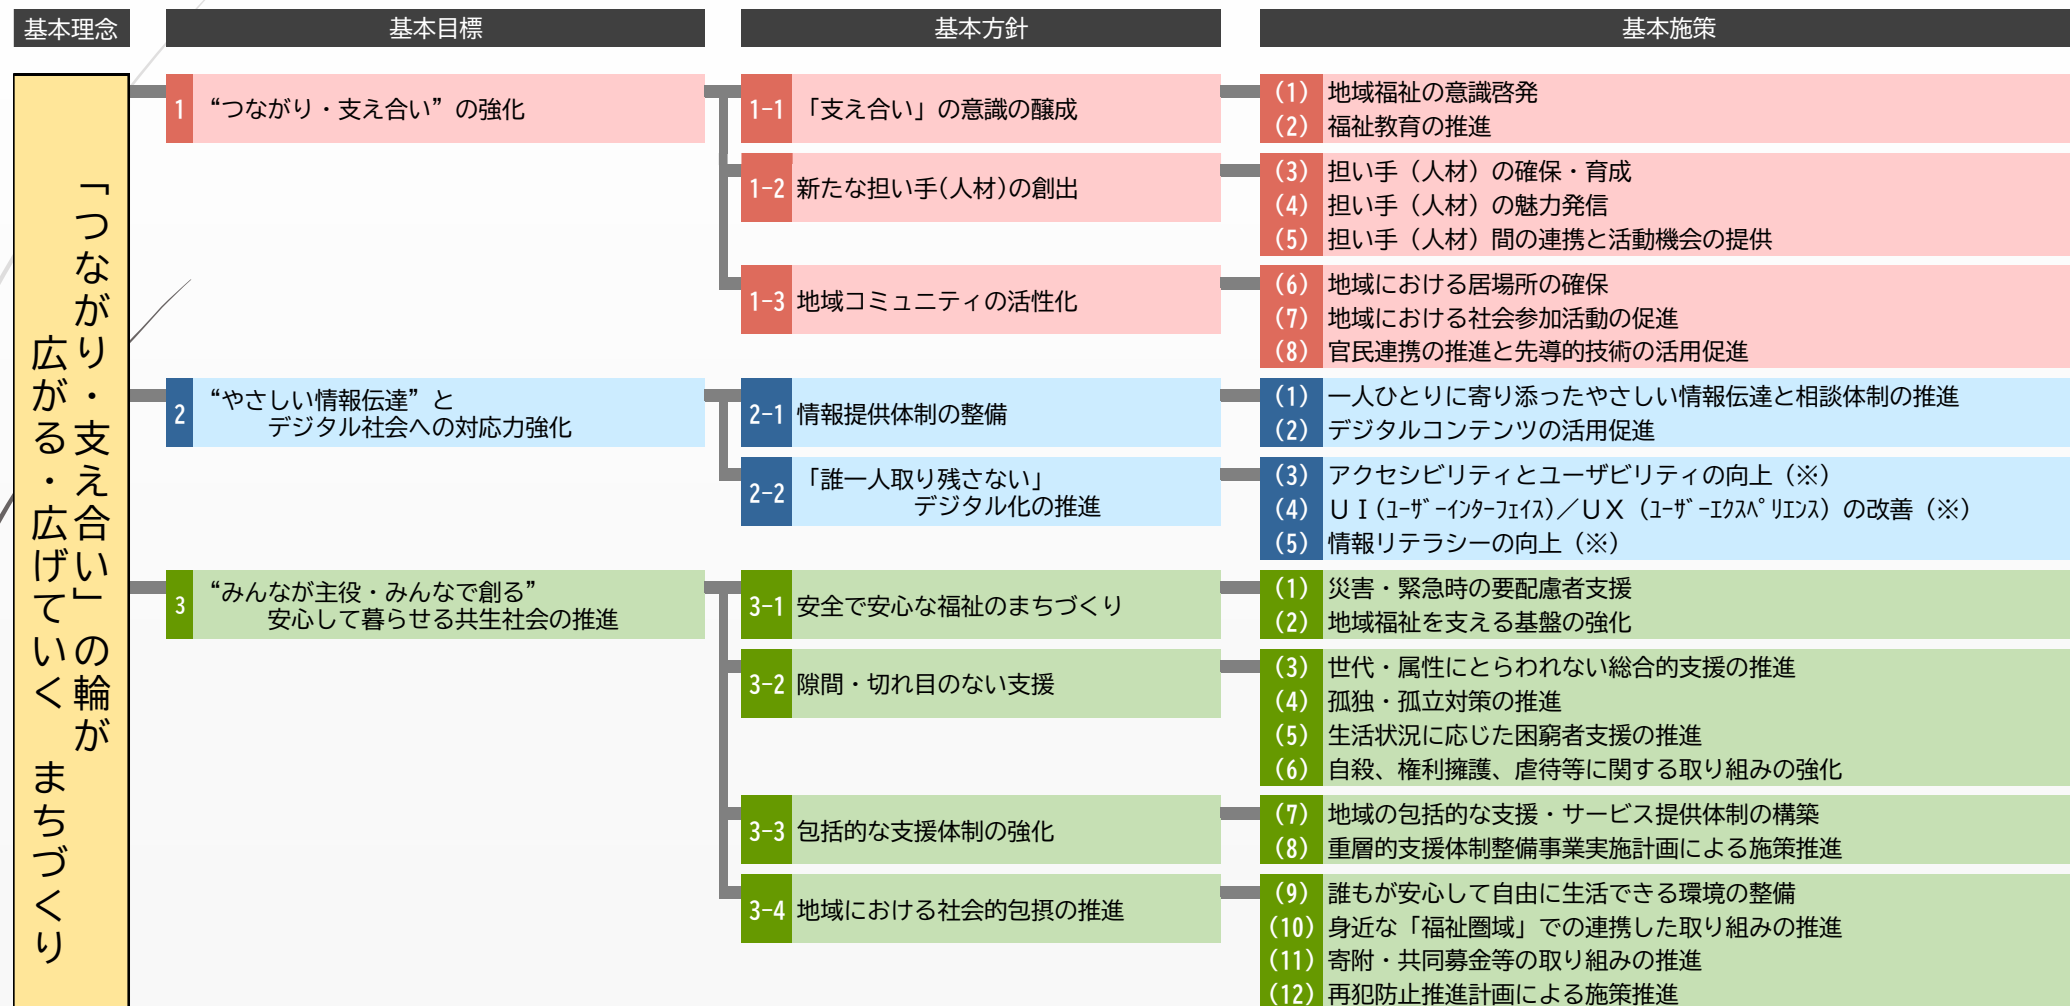 基本理念
基本目標
基本方針
基本施策
「つながり・支え合い」の輪が
広がる・広げていく まちづくり
1 “つながり・支え合い”の強化
1-1 「支え合い」の意識の醸成
(1) 地域福祉の意識啓発
(2) 福祉教育の推進
1-2 新たな担い手(人材)の創出
(3) 担い手（人材）の確保・育成
(4) 担い手（人材）の魅力発信
(5) 担い手（人材）間の連携と活動機会の提供
1-3 地域コミュニティの活性化
(6) 地域における居場所の確保
(7) 地域における社会参加活動の促進
(8) 官民連携の推進と先導的技術の活用促進
2 “やさしい情報伝達”と
デジタル社会への対応力強化
2-1 情報提供体制の整備
(1) 一人ひとりに寄り添ったやさしい情報伝達と相談体制の推進
(2) デジタルコンテンツの活用促進
2-2 「誰一人取り残さない」
デジタル化の推進
(3) アクセシビリティとユーザビリティの向上（※）
(4) ＵＩ(ﾕｰｻﾞｰｲﾝﾀｰﾌｪｲｽ)／ＵＸ（ﾕｰｻﾞｰｴｸｽﾍﾟﾘｴﾝｽ）の改善（※）
(5) 情報リテラシーの向上（※）
3 “みんなが主役・みんなで創る”
安心して暮らせる共生社会の推進
3-1 安全で安心な福祉のまちづくり
(1) 災害・緊急時の要配慮者支援
(2) 地域福祉を支える基盤の強化
3-2 隙間・切れ目のない支援
(3) 世代・属性にとらわれない総合的支援の推進
(4) 孤独・孤立対策の推進
(5) 生活状況に応じた困窮者支援の推進
(6) 自殺、権利擁護、虐待等に関する取り組みの強化
3-3 包括的な支援体制の強化
(7) 地域の包括的な支援・サービス提供体制の構築
(8) 重層的支援体制整備事業実施計画による施策推進
3-4 地域における社会的包摂の推進
(9) 誰もが安心して自由に生活できる環境の整備
(10) 身近な「福祉圏域」での連携した取り組みの推進
(11) 寄附・共同募金等の取り組みの推進
(12) 再犯防止推進計画による施策推進